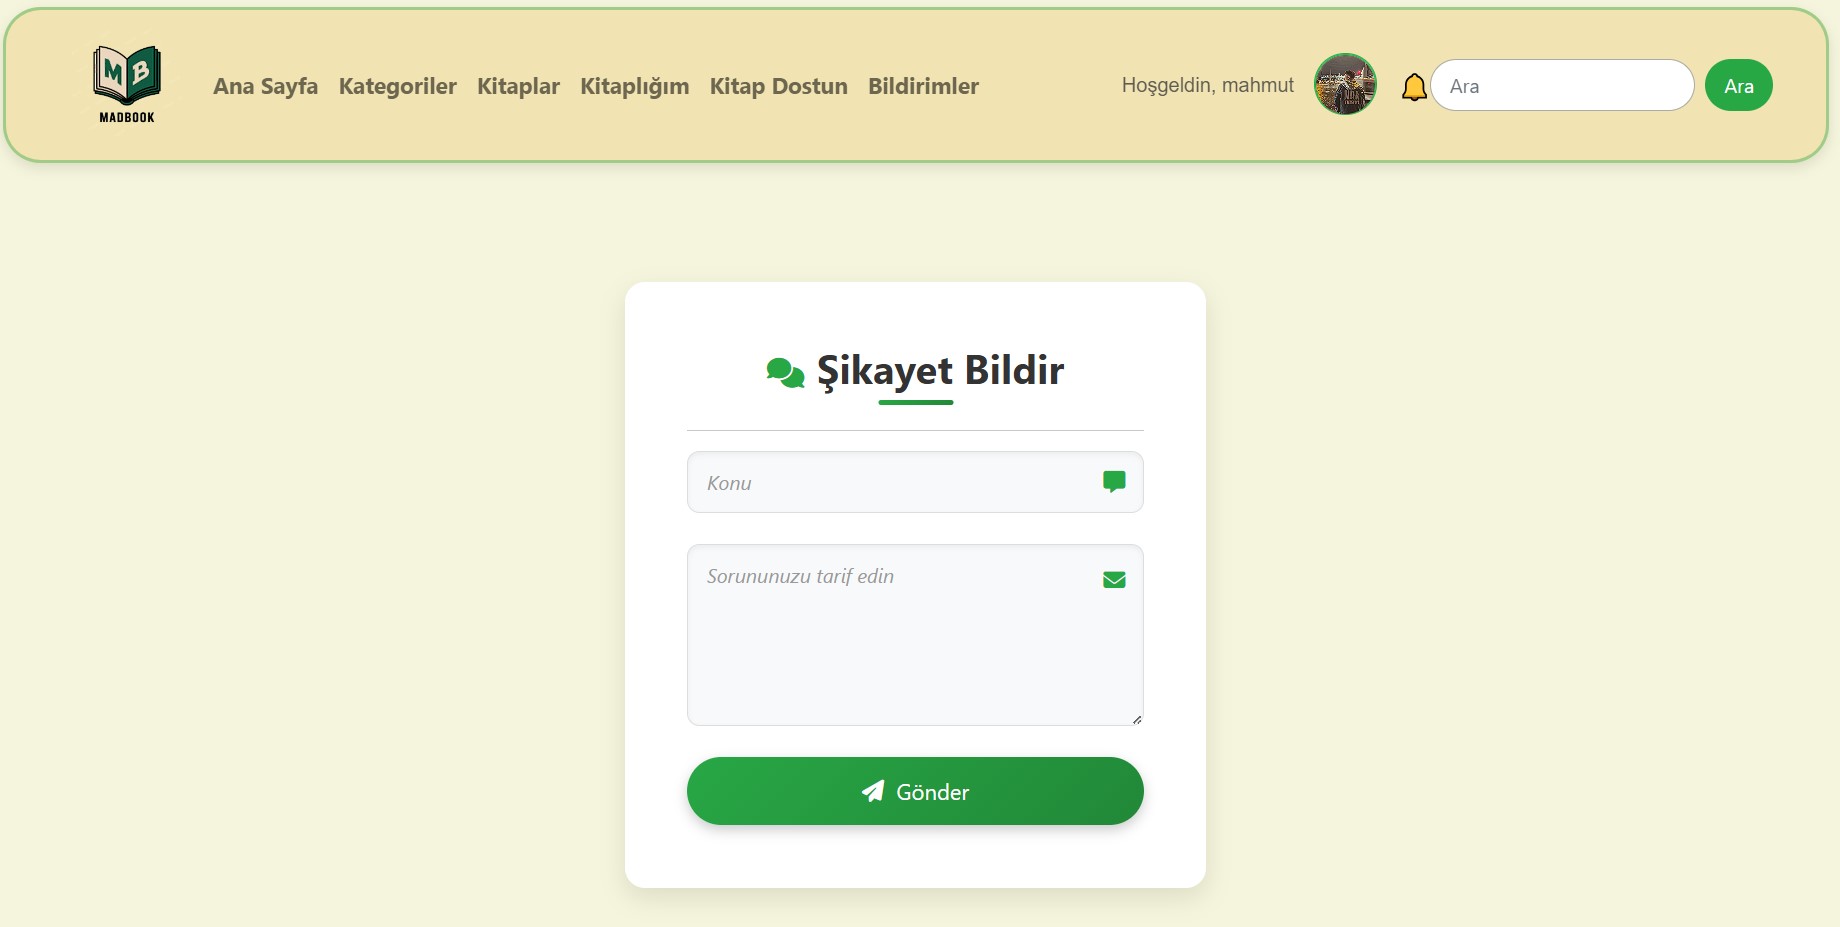 M B
MADBOOK
Ana Sayfa Kategoriler Kitaplar Kitaplığım Kitap Dostun Bildirimler Hoşgeldin, mahmut Ara Ara
Şikayet Bildir
Konu
Sorununuzu tarif edin
Gönder